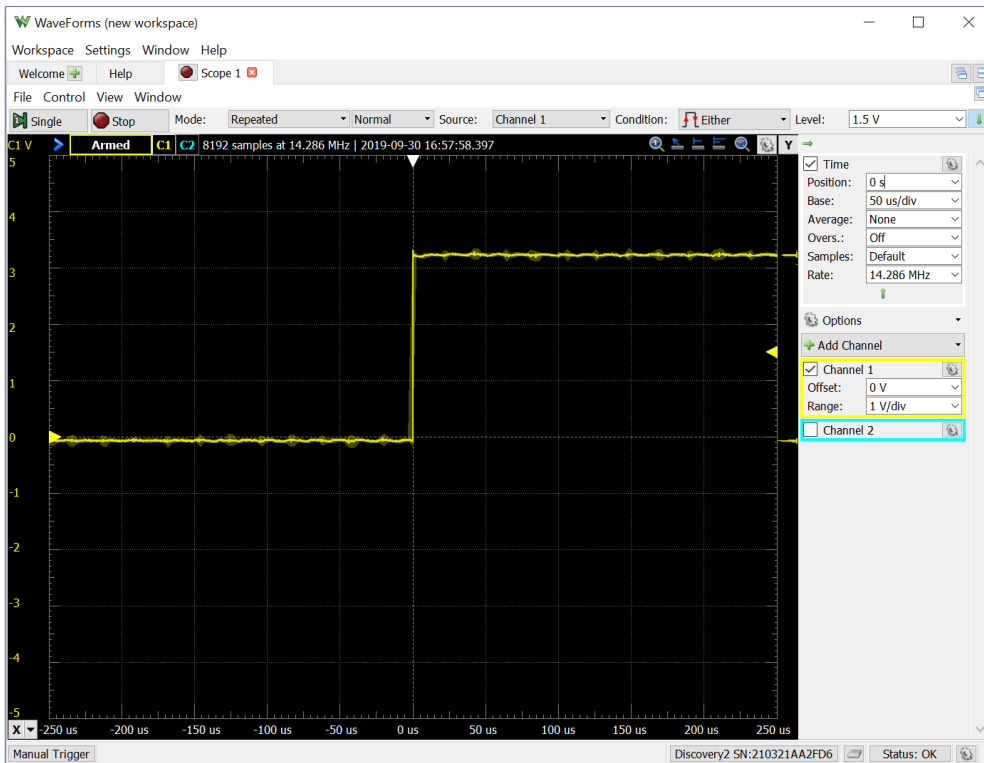 WaveForms (new workspace)
Workspace Settings Window Help
Welcome Help Scope 1
File Control View Window
Single Stop Mode: Repeated Normal Source: Channel 1 Condition: Either Level: 1.5 V
C1 V Armed C1 C2 8192 samples at 14.286 MHz | 2019-09-30 16:57:58.397 Y
Time
Position: 0 s
Base: 50 us/div
Average: None
Overs.: Off
Samples: Default
Rate: 14.286 MHz
Options
Add Channel
Channel 1
Offset: 0 V
Range: 1 V/div
Channel 2
5
4
3
2
1
0
-1
-2
-3
-4
-5
X -250 us -200 us -150 us -100 us -50 us 0 us 50 us 100 us 150 us 200 us 250 us
Manual Trigger Discovery2 SN:210321AA2FD6 Status: OK